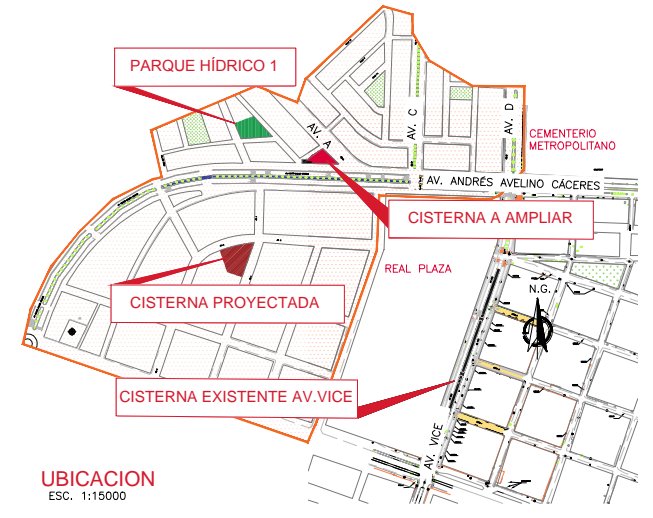 PARQUE HÍDRICO 1
AV. A
AV. C
AV. D
CEMENTERIO
METROPOLITANO
AV. ANDRÉS AVELINO CÁCERES
CISTERNA A AMPLIAR
REAL PLAZA
N.G.
CISTERNA PROYECTADA
CISTERNA EXISTENTE AV.VICE
AV. VICE
UBICACION
ESC. 1:15000